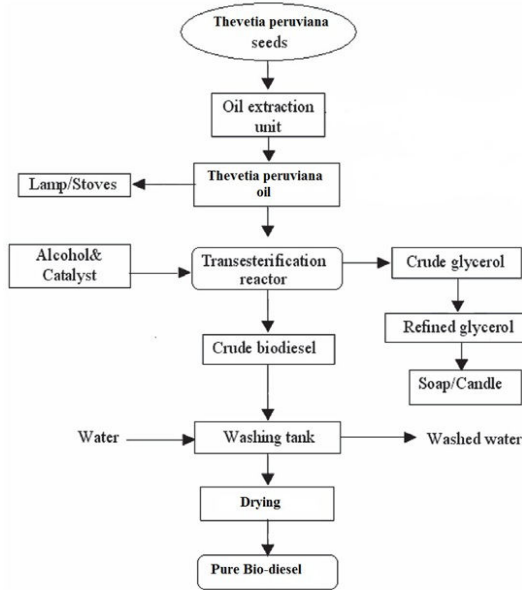 Thevetia peruviana
seeds
Oil extraction
unit
Lamp/Stoves
Thevetia peruviana
oil
Alcohol&
Catalyst
Transesterification
reactor
Crude glycerol
Refined glycerol
Crude biodiesel
Soap/Candle
Water
Washing tank
Washed water
Drying
Pure Bio-diesel